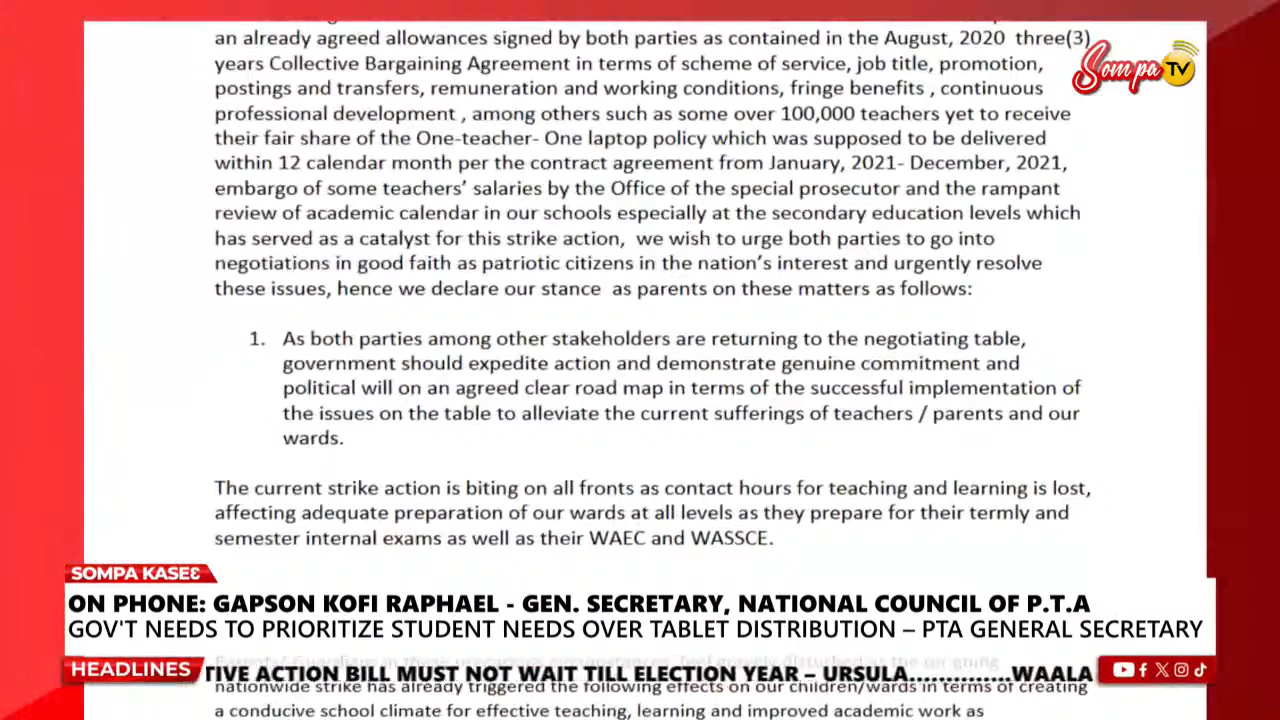 an already agreed allowances signed by both parties as contained in the August, 2020 three(3)
years Collective Bargaining Agreement in terms of scheme of service, job title, promotion,
postings and transfers, remuneration and working conditions, fringe benefits , continuous
professional development , among others such as some over 100,000 teachers yet to receive
their fair share of the One-teacher- One laptop policy which was supposed to be delivered
within 12 calendar month per the contract agreement from January, 2021- December, 2021,
embargo of some teachers’ salaries by the Office of the special prosecutor and the rampant
review of academic calendar in our schools especially at the secondary education levels which
has served as a catalyst for this strike action, we wish to urge both parties to go into
negotiations in good faith as patriotic citizens in the nation’s interest and urgently resolve
these issues, hence we declare our stance as parents on these matters as follows:
1. As both parties among other stakeholders are returning to the negotiating table,
government should expedite action and demonstrate genuine commitment and
political will on an agreed clear road map in terms of the successful implementation of
the issues on the table to alleviate the current sufferings of teachers / parents and our
wards.
The current strike action is biting on all fronts as contact hours for teaching and learning is lost,
affecting adequate preparation of our wards at all levels as they prepare for their termly and
semester internal exams as well as their WAEC and WASSCE.
Sompa TV
SOMPA KASEƐ
ON PHONE: GAPSON KOFI RAPHAEL - GEN. SECRETARY, NATIONAL COUNCIL OF P.T.A
GOV'T NEEDS TO PRIORITIZE STUDENT NEEDS OVER TABLET DISTRIBUTION – PTA GENERAL SECRETARY
HEADLINES
TIVE ACTION BILL MUST NOT WAIT TILL ELECTION YEAR – URSULA..............WAALA
nationwide strike has already triggered the following effects on our children/wards in terms of creating
a conducive school climate for effective teaching, learning and improved academic work as